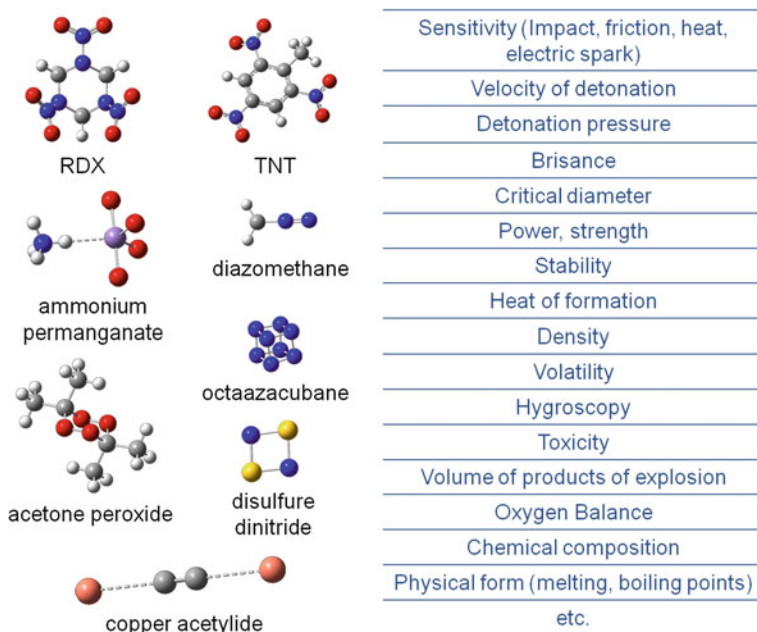 RDX
TNT
ammonium
permanganate
diazomethane
octaazacubane
acetone peroxide
disulfure
dinitride
copper acetylide
Sensitivity (Impact, friction, heat,
electric spark)
Velocity of detonation
Detonation pressure
Brisance
Critical diameter
Power, strength
Stability
Heat of formation
Density
Volatility
Hygroscopy
Toxicity
Volume of products of explosion
Oxygen Balance
Chemical composition
Physical form (melting, boiling points)
etc.